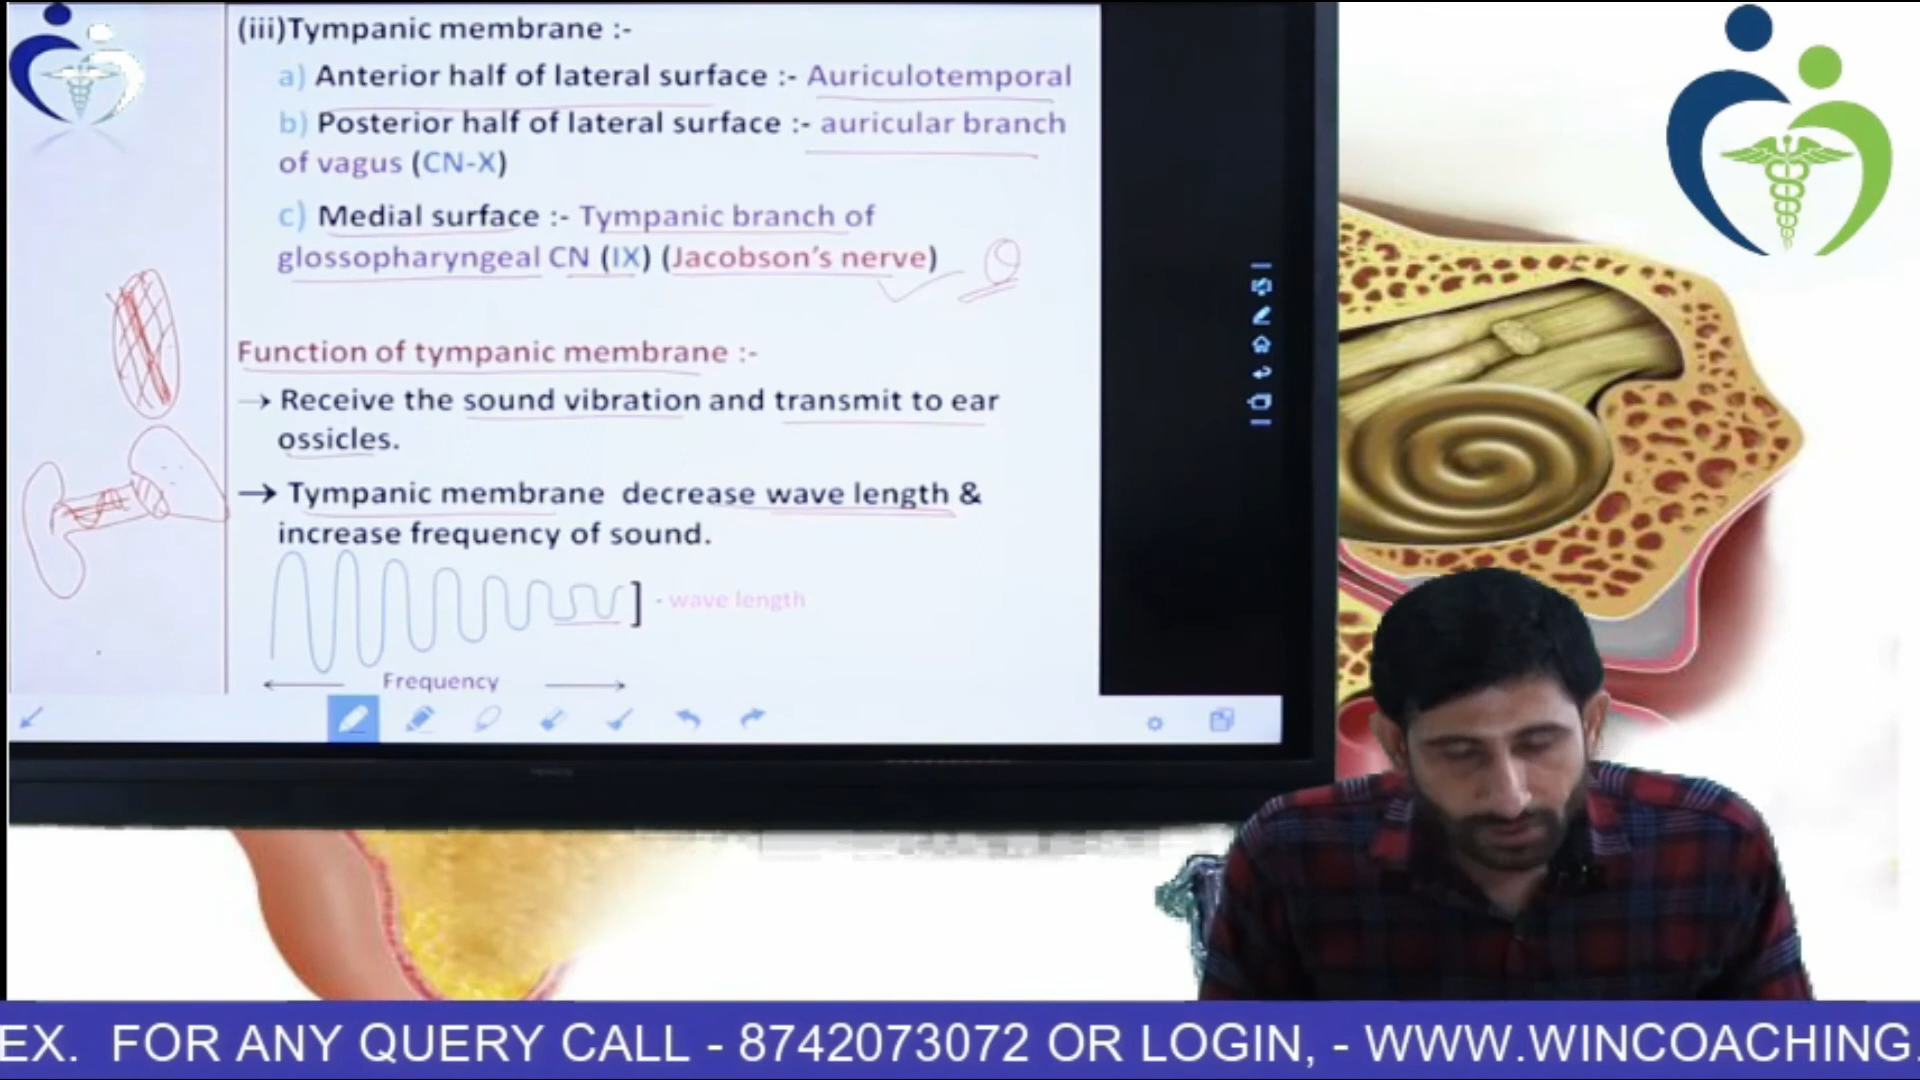 (iii)Tympanic membrane :-
a) Anterior half of lateral surface :- Auriculotemporal
b) Posterior half of lateral surface :- auricular branch
of vagus (CN-X)
c) Medial surface :- Tympanic branch of
glossopharyngeal CN (IX) (Jacobson's nerve)
Function of tympanic membrane :-
→ Receive the sound vibration and transmit to ear
ossicles.
→ Tympanic membrane decrease wave length &
increase frequency of sound.
] - wave length
Frequency
EX. FOR ANY QUERY CALL - 8742073072 OR LOGIN, - WWW.WINCOACHING.